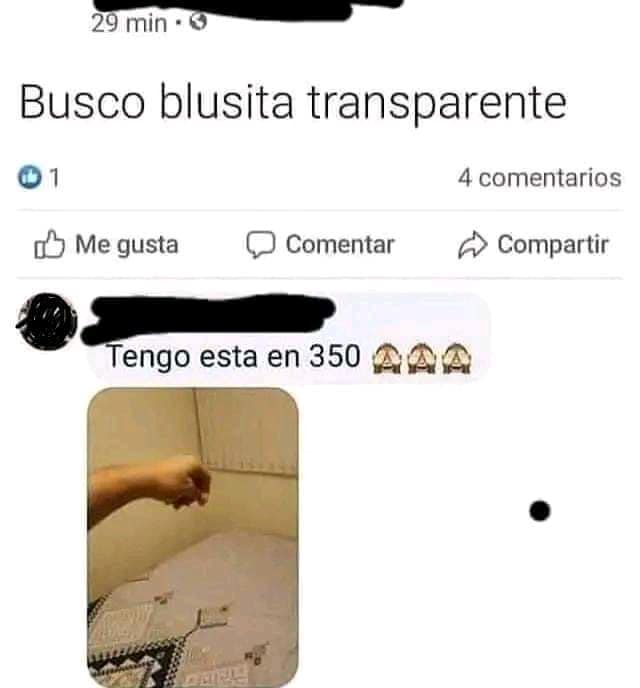 29 min •
Busco blusita transparente
1
4 comentarios
Me gusta
Comentar
Compartir
Tengo esta en 350 🙈🙈🙈